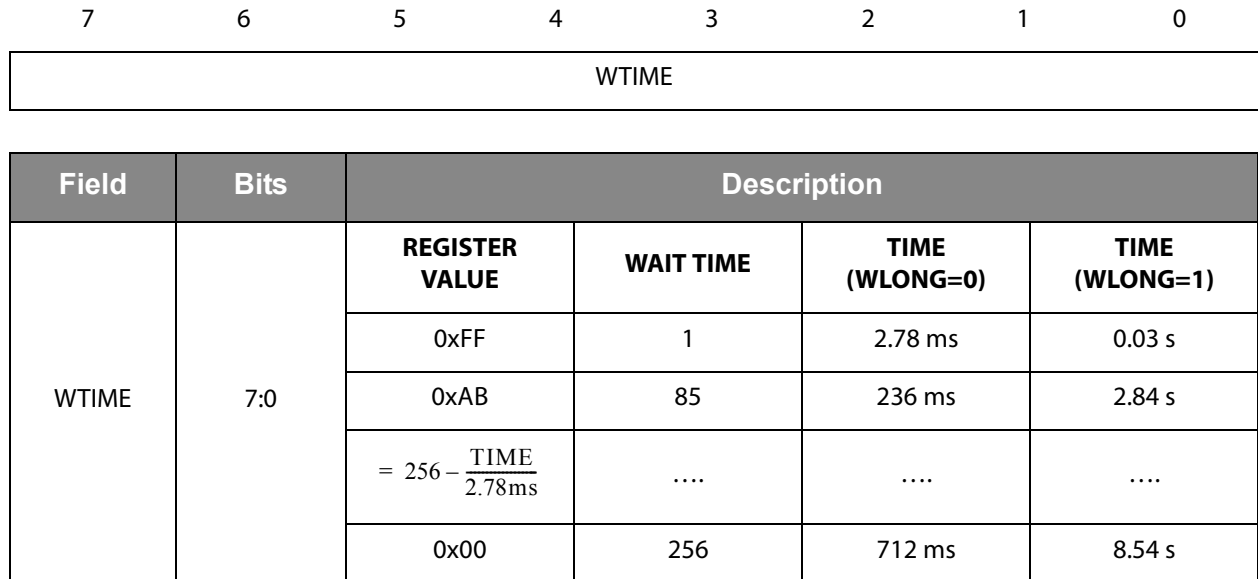 7 6 5 4 3 2 1 0
WTIME
Field Bits Description
REGISTER VALUE WAIT TIME TIME (WLONG=0) TIME (WLONG=1)
0xFF 1 2.78 ms 0.03 s
WTIME 7:0 0xAB 85 236 ms 2.84 s
= 256 – TIME/2.78ms …. …. ….
0x00 256 712 ms 8.54 s